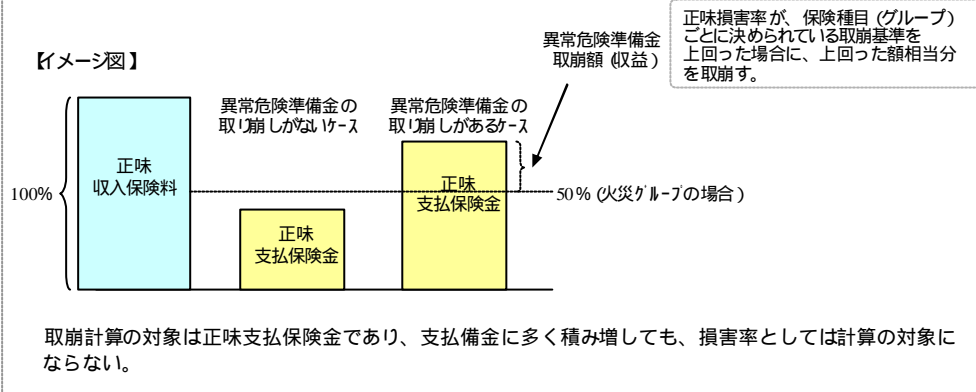 正味損害率が、保険種目(グループ)
ごとに決められている取崩基準を
上回った場合に、上回った額相当分
を取崩す。
異常危険準備金
取崩額(収益)
【イメージ図】
異常危険準備金の
取り崩しがないケース
異常危険準備金の
取り崩しがあるケース
100%
正味
収入保険料
正味
支払保険金
正味
支払保険金
50%(火災グループの場合)
取崩計算の対象は正味支払保険金であり、支払備金に多く積み増しても、損害率としては計算の対象に
ならない。